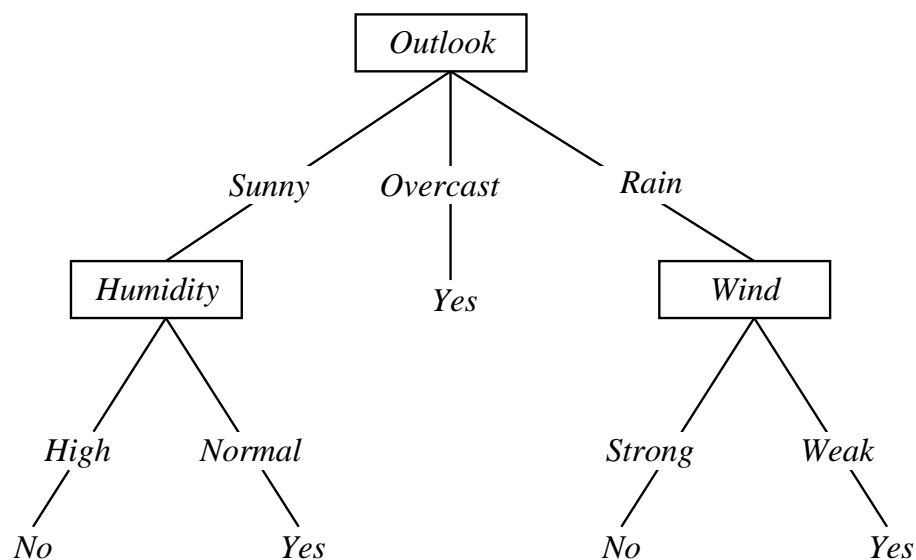 Outlook
Sunny Overcast Rain
Humidity Yes Wind
High Normal Strong Weak
No Yes No Yes